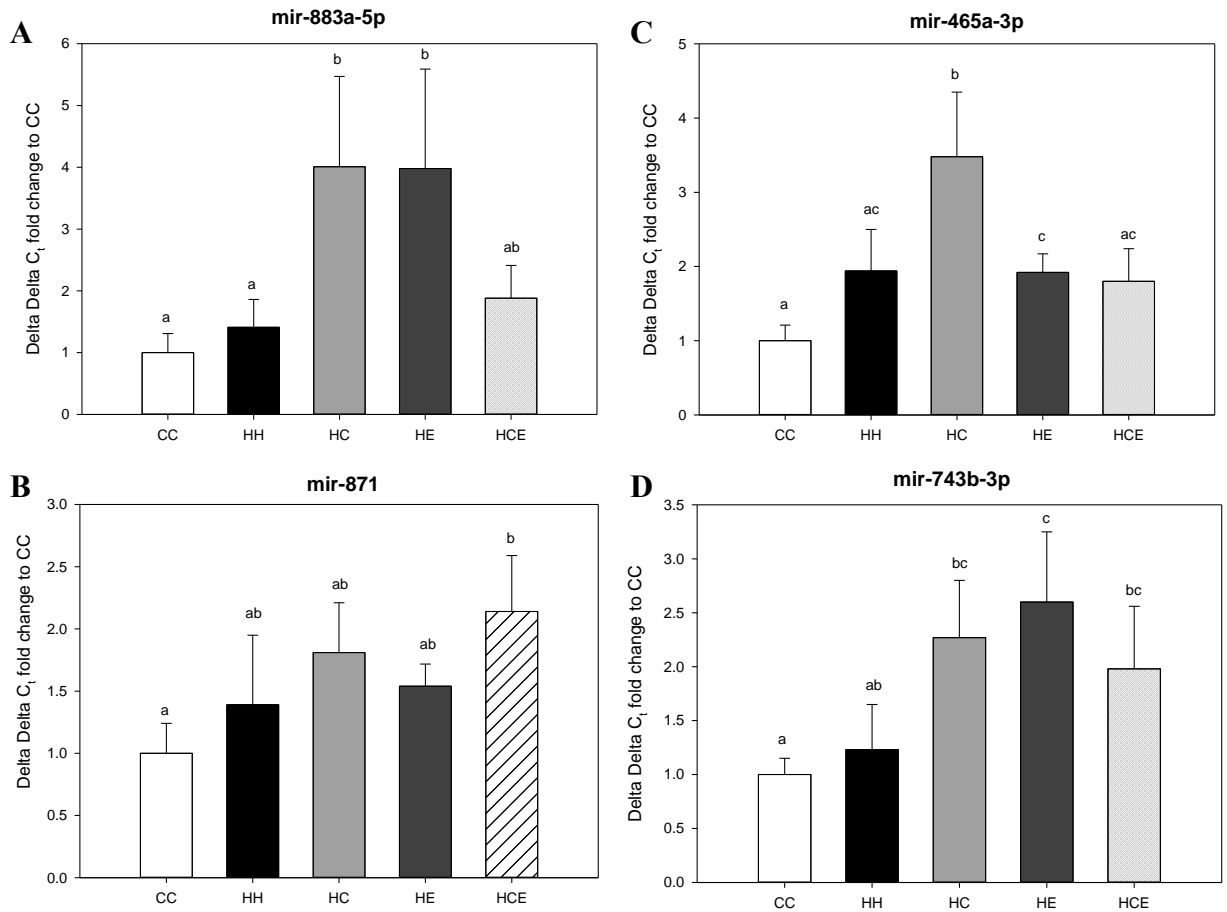 A
mir-883a-5p
Delta Delta Ct fold change to CC
6
5
4
3
2
1
0
b
b
ab
a
a
CC HH HC HE HCE
B
mir-871
Delta Delta Ct fold change to CC
3.0
2.5
2.0
1.5
1.0
0.5
0.0
b
ab
ab
ab
a
CC HH HC HE HCE
C
mir-465a-3p
Delta Delta Ct fold change to CC
5
4
3
2
1
0
b
ac
c
ac
a
CC HH HC HE HCE
D
mir-743b-3p
Delta Delta Ct fold change to CC
3.5
3.0
2.5
2.0
1.5
1.0
0.5
0.0
c
bc
bc
ab
a
CC HH HC HE HCE